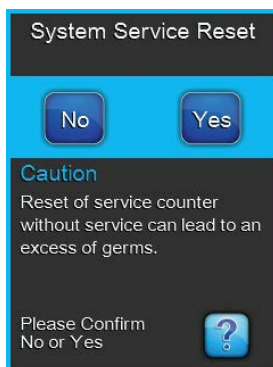 System Service Reset
No Yes
Caution
Reset of service counter
without service can lead to an
excess of germs.
Please Confirm
No or Yes
?